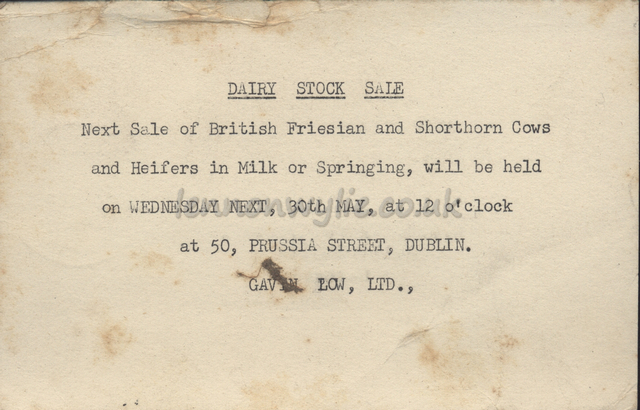 DAIRY STOCK SALE
Next Sale of British Friesian and Shorthorn Cows
and Heifers in Milk or Springing, will be held
on WEDNESDAY NEXT, 30th MAY, at 12 o'clock
at 50, PRUSSIA STREET, DUBLIN.
GAVIN LOW, LTD.,